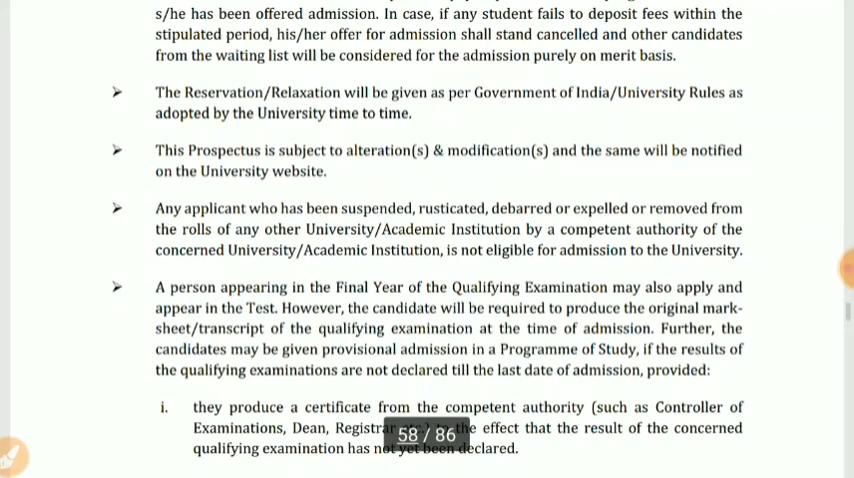 s/he has been offered admission. In case, if any student fails to deposit fees within the
stipulated period, his/her offer for admission shall stand cancelled and other candidates
from the waiting list will be considered for the admission purely on merit basis.
➢ The Reservation/Relaxation will be given as per Government of India/University Rules as
adopted by the University time to time.
➢ This Prospectus is subject to alteration(s) & modification(s) and the same will be notified
on the University website.
➢ Any applicant who has been suspended, rusticated, debarred or expelled or removed from
the rolls of any other University/Academic Institution by a competent authority of the
concerned University/Academic Institution, is not eligible for admission to the University.
➢ A person appearing in the Final Year of the Qualifying Examination may also apply and
appear in the Test. However, the candidate will be required to produce the original mark-
sheet/transcript of the qualifying examination at the time of admission. Further, the
candidates may be given provisional admission in a Programme of Study, if the results of
the qualifying examinations are not declared till the last date of admission, provided:
i. they produce a certificate from the competent authority (such as Controller of
Examinations, Dean, Registrar etc.) to the effect that the result of the concerned
qualifying examination has not yet been declared.
58 / 86